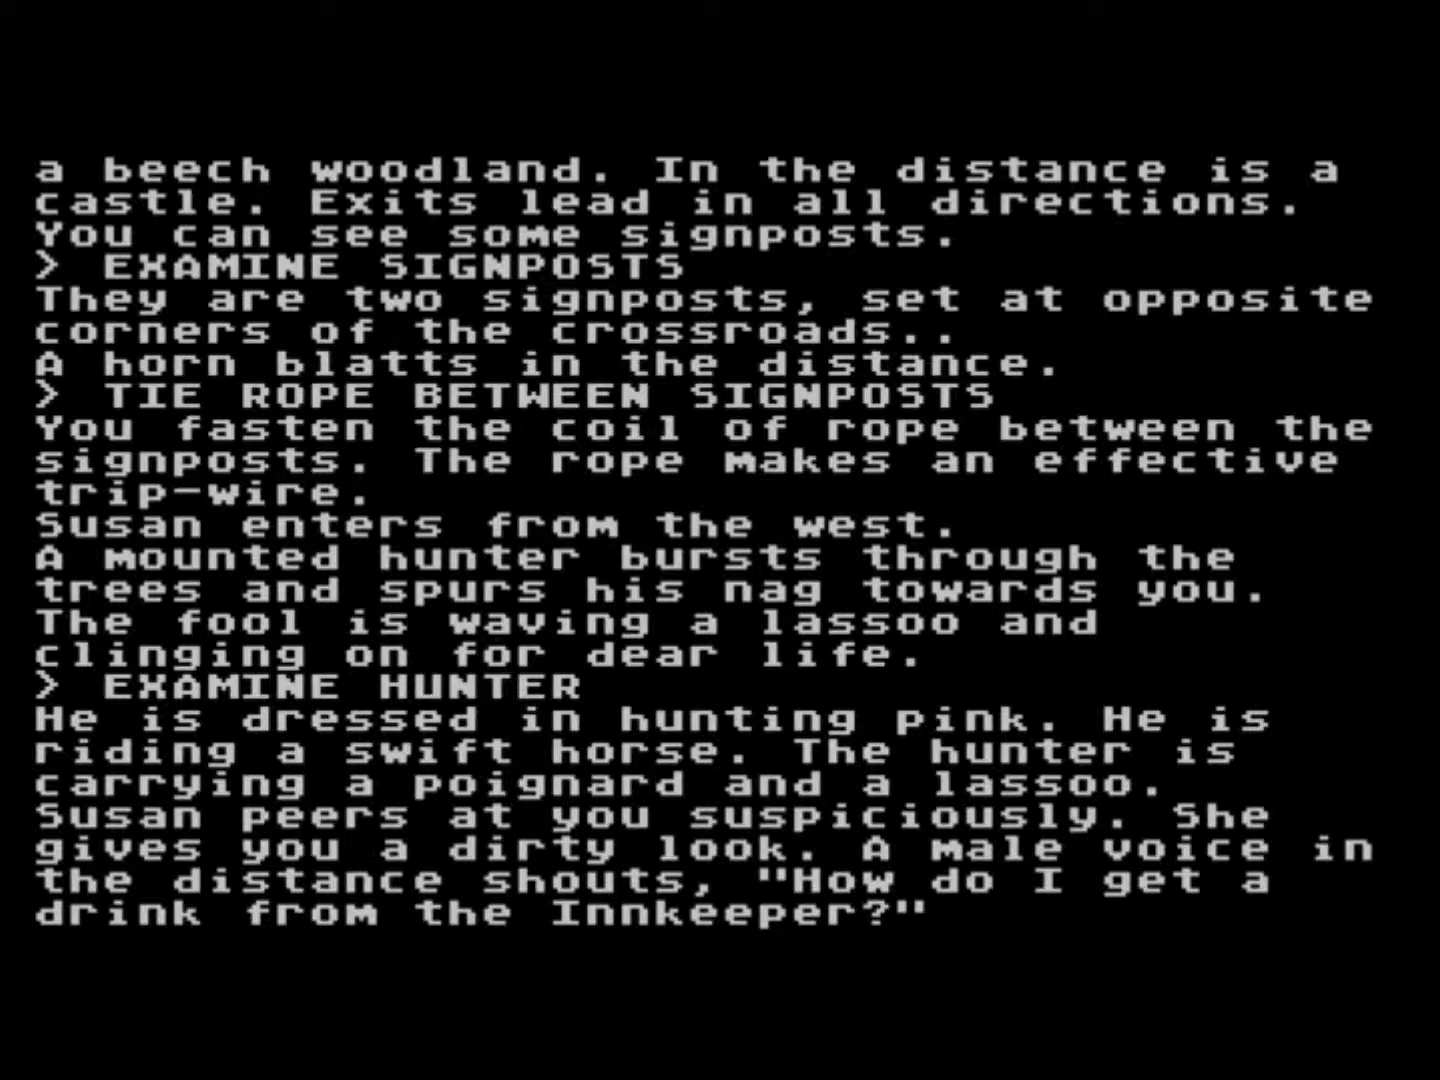 a beech woodland. In the distance is a
castle. Exits lead in all directions.
You can see some signposts.
> EXAMINE SIGNPOSTS
They are two signposts, set at opposite
corners of the crossroads..
A horn blatts in the distance.
> TIE ROPE BETWEEN SIGNPOSTS
You fasten the coil of rope between the
signposts. The rope makes an effective
trip-wire.
Susan enters from the west.
A mounted hunter bursts through the
trees and spurs his nag towards you.
The fool is waving a lassoo and
clinging on for dear life.
> EXAMINE HUNTER
He is dressed in hunting pink. He is
riding a swift horse. The hunter is
carrying a poignard and a lassoo.
Susan peers at you suspiciously. She
gives you a dirty look. A male voice in
the distance shouts, "How do I get a
drink from the Innkeeper?"